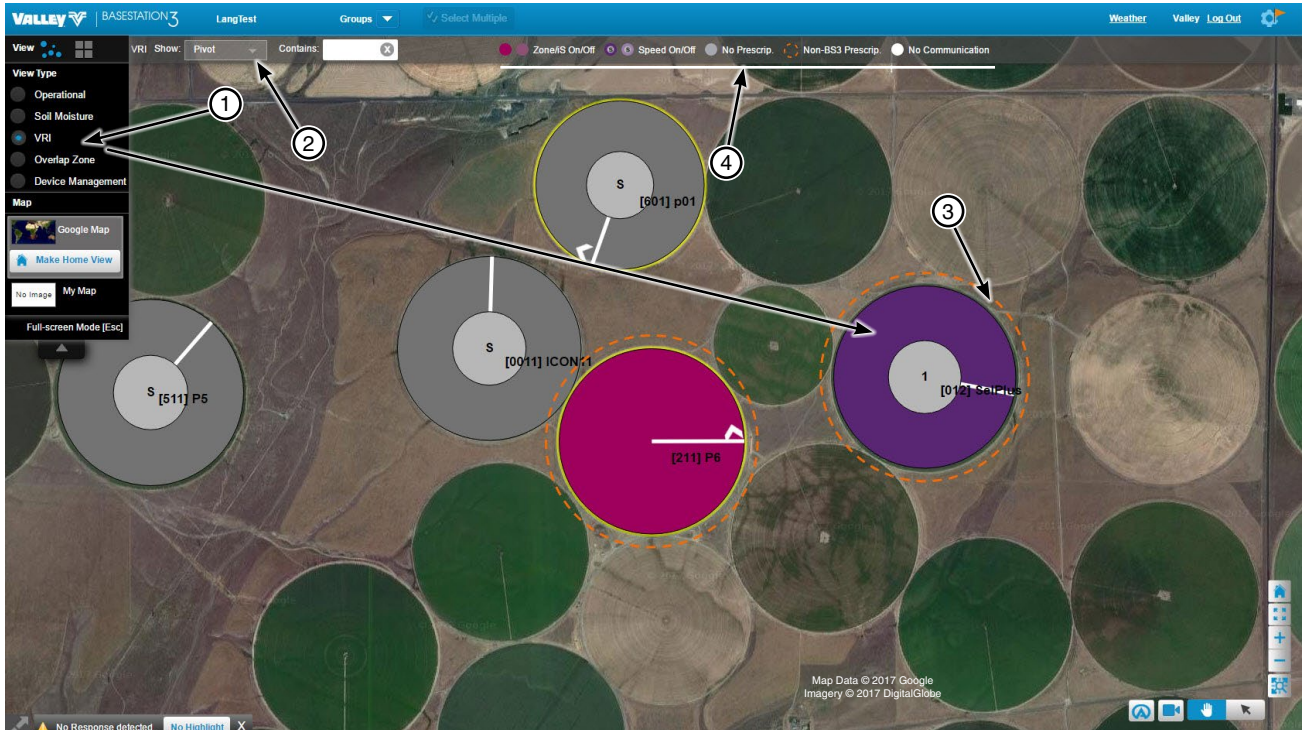 VALLEY | BASESTATION3 LangTest Groups Select Multiple Weather Valley Log Out
View VRI Show: Pivot Contains: Zone/iS On/Off S S Speed On/Off No Prescrip. Non-BS3 Prescrip. No Communication
View Type
Operational
Soil Moisture
VRI
Overlap Zone
Device Management
Map
Google Map
Make Home View
No image My Map
Full-screen Mode [Esc]
1
2
4
3
S
[601] p01
S
[0011] ICON11
1
[012] SelPlus
S
[511] P5
[211] P6
Map Data © 2017 Google
Imagery © 2017 DigitalGlobe
No Response detected No Highlight X